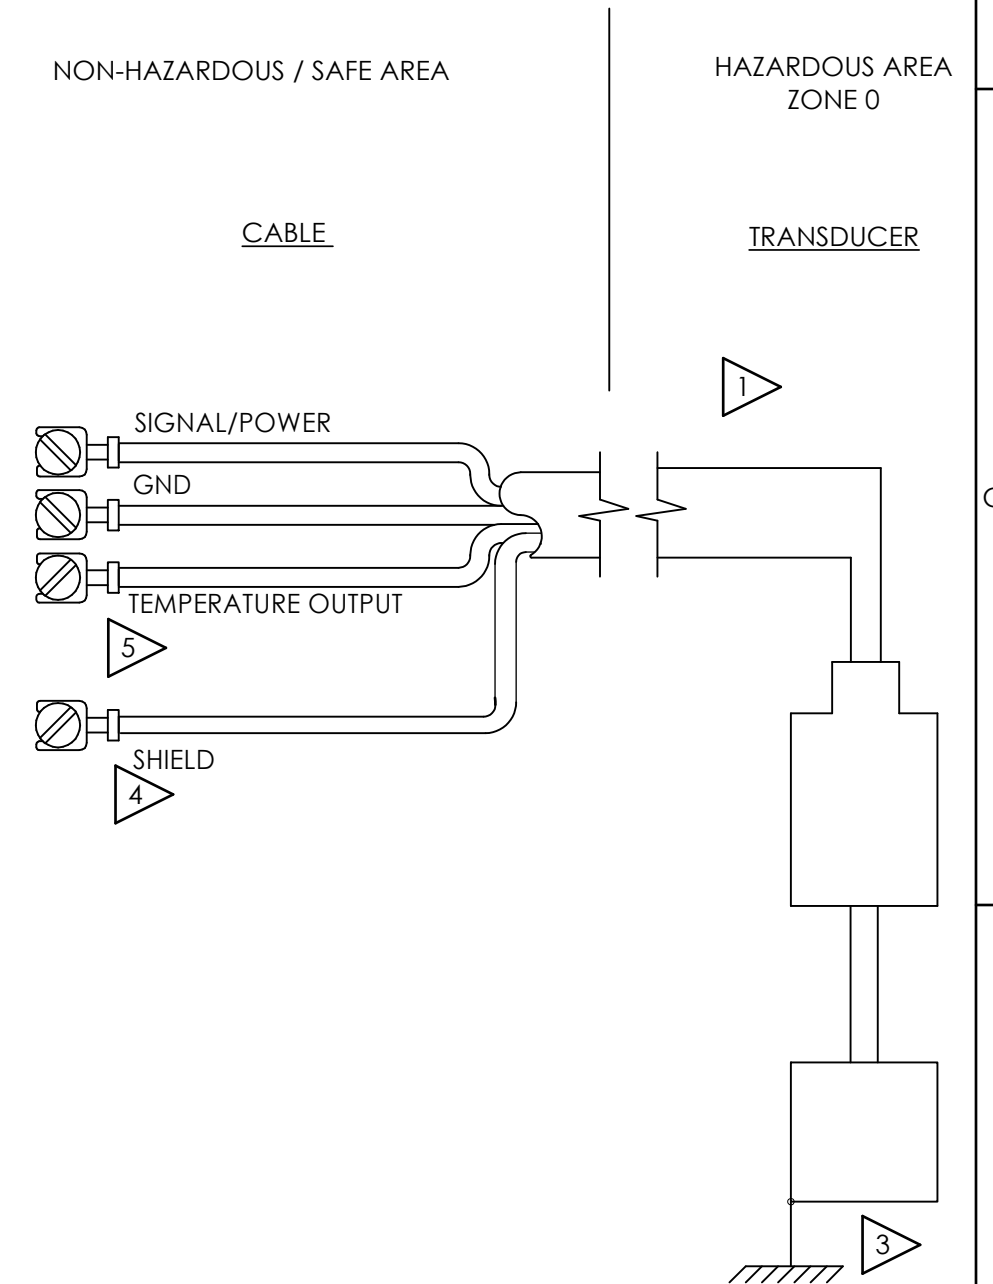 NON-HAZARDOUS / SAFE AREA
HAZARDOUS AREA
ZONE 0
CABLE
TRANSDUCER
1
SIGNAL/POWER
GND
TEMPERATURE OUTPUT
5
SHIELD
4
3